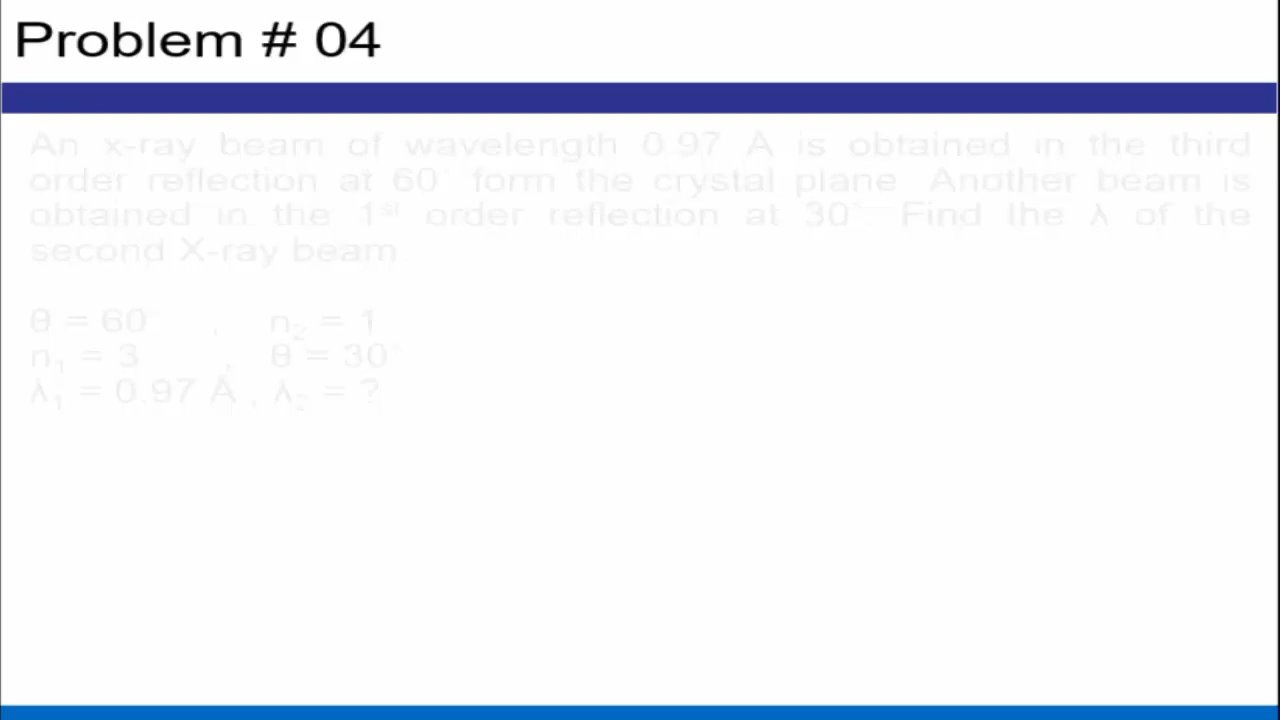 Problem # 04
An x-ray beam of wavelength 0.97 Å is obtained in the third
order reflection at 60° form the crystal plane. Another beam is
obtained in the 1st order reflection at 30°. Find the λ of the
second X-ray beam.
θ = 60° , n₂ = 1
n₁ = 3 , θ = 30°
λ₁ = 0.97 Å , λ₂ = ?